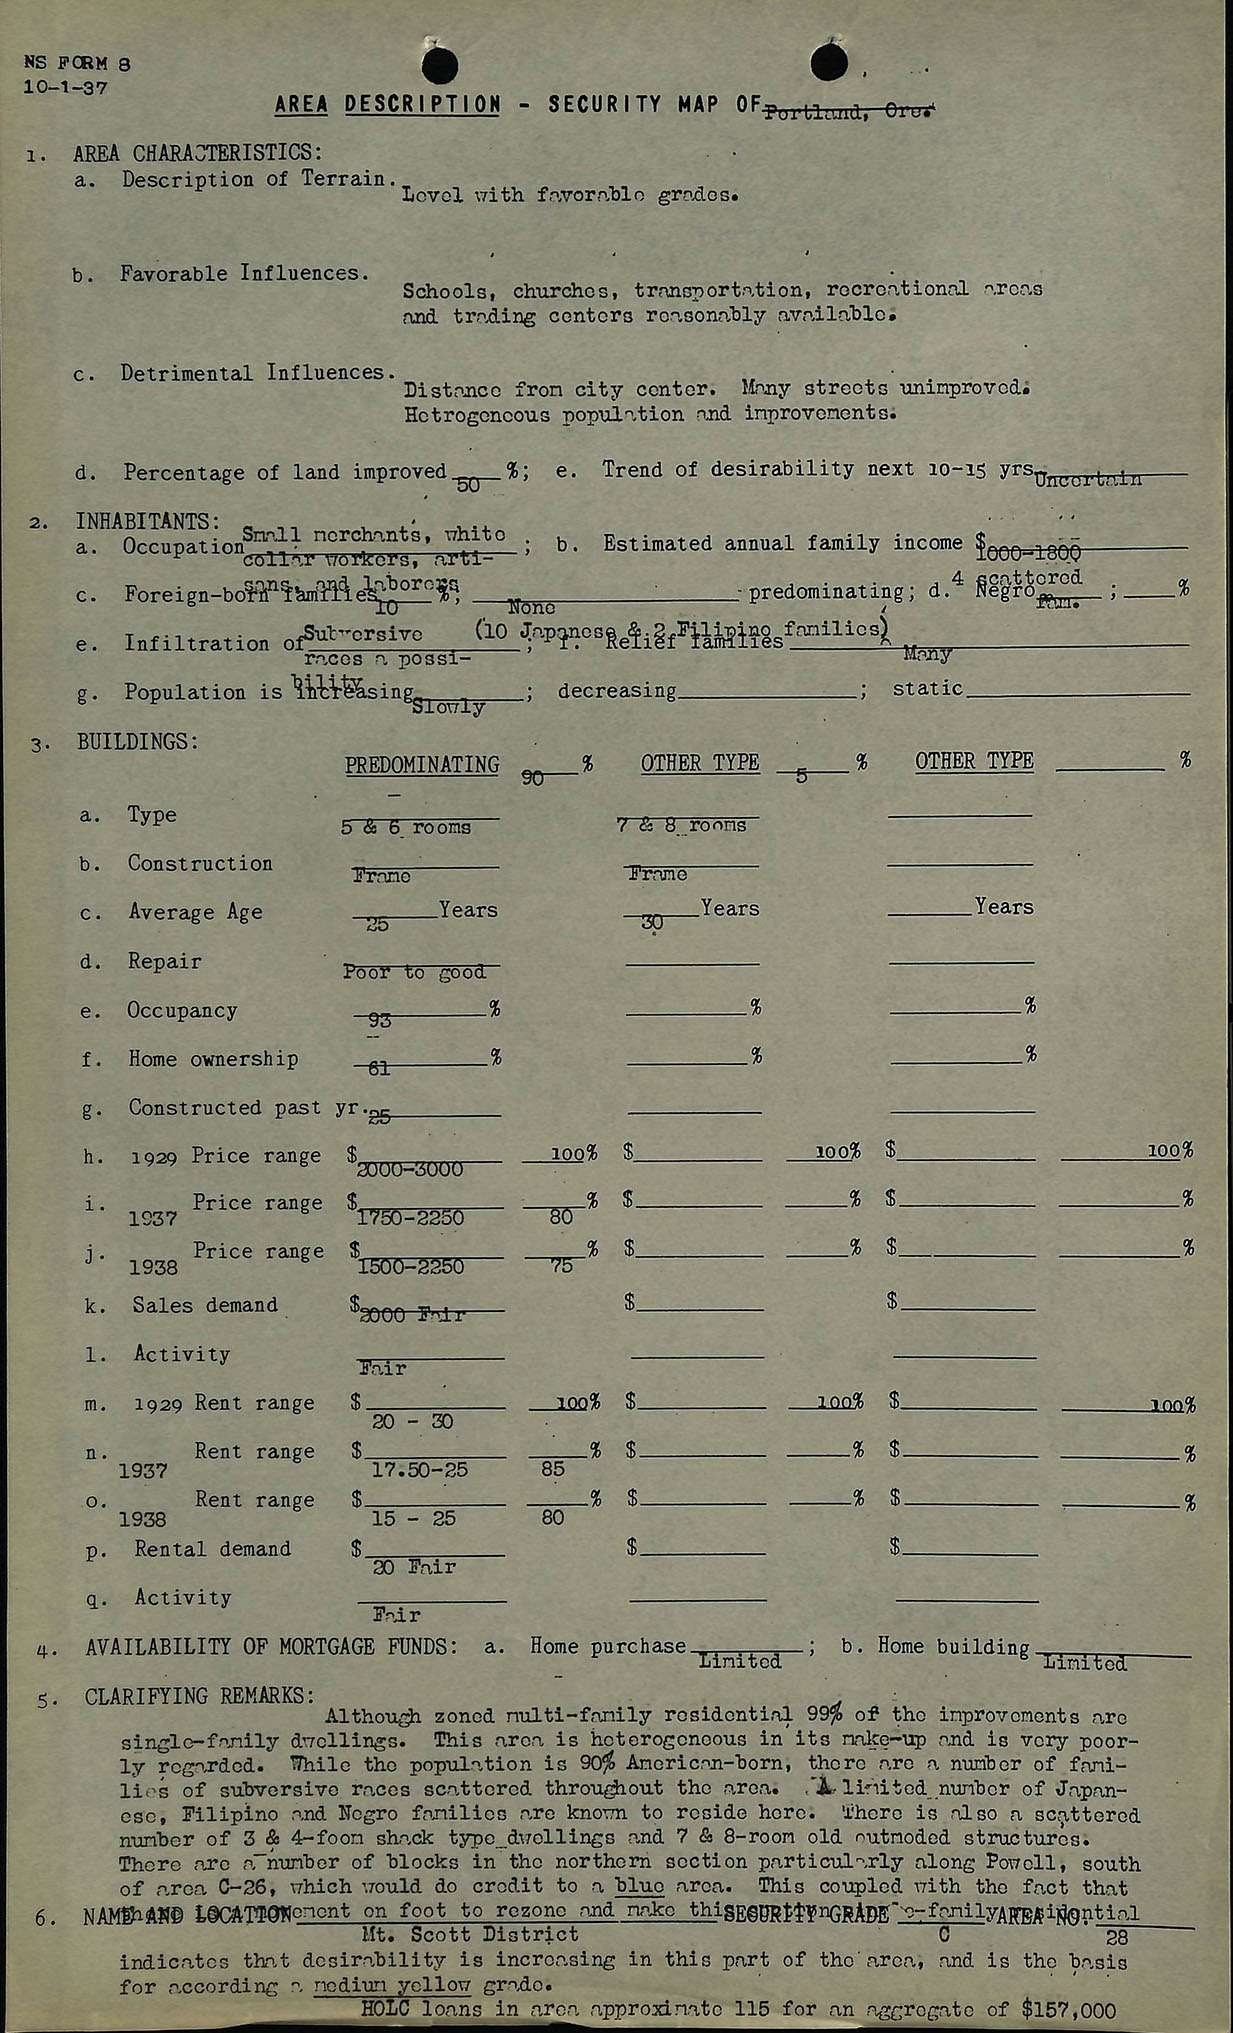 NS FORM 8
10-1-37
AREA DESCRIPTION - SECURITY MAP OF Portland, Ore.
1. AREA CHARACTERISTICS:
a. Description of Terrain.
Level with favorable grades.
b. Favorable Influences.
Schools, churches, transportation, recreational areas
and trading centers reasonably available.
c. Detrimental Influences.
Distance from city center. Many streets unimproved.
Hetrogeneous population and improvements.
d. Percentage of land improved 50 %; e. Trend of desirability next 10-15 yrs. Uncertain
2. INHABITANTS:
a. Occupation Small merchants, white collar workers, arti-sans, and laborers ; b. Estimated annual family income $1000-1800
c. Foreign-born families 10 %; None predominating; d. Negro 4 scattered Fam. ; %
(10 Japanese & 2 Filipino families)
e. Infiltration of Subversive races a possi-bility ; f. Relief families Many
g. Population is increasing Slowly ; decreasing ; static
3. BUILDINGS:
PREDOMINATING 90 % OTHER TYPE 5 % OTHER TYPE %
a. Type 5 & 6 rooms 7 & 8 rooms
b. Construction Frame Frame
c. Average Age 25 Years 30 Years Years
d. Repair Poor to good
e. Occupancy 93 % % %
f. Home ownership 61 % % %
g. Constructed past yr. 25
h. 1929 Price range $2000-3000 100% $ 100% $ 100%
i. 1937 Price range $1750-2250 80 % $ % $ %
j. 1938 Price range $1500-2250 75 % $ % $ %
k. Sales demand $2000 Fair $ $
l. Activity Fair
m. 1929 Rent range $20 - 30 100% $ 100% $ 100%
n. 1937 Rent range $17.50-25 85 % $ % $ %
o. 1938 Rent range $15 - 25 80 % $ % $ %
p. Rental demand $20 Fair $ $
q. Activity Fair
4. AVAILABILITY OF MORTGAGE FUNDS: a. Home purchase Limited ; b. Home building Limited
5. CLARIFYING REMARKS:
Although zoned multi-family residential 99% of the improvements are
single-family dwellings. This area is heterogeneous in its make-up and is very poor-
ly regarded. While the population is 90% American-born, there are a number of fami-
lies of subversive races scattered throughout the area. A limited number of Japan-
ese, Filipino and Negro families are known to reside here. There is also a scattered
number of 3 & 4-foom shack type dwellings and 7 & 8-room old outmoded structures.
There are a number of blocks in the northern section particularly along Powell, south
of area C-26, which would do credit to a blue area. This coupled with the fact that
on foot to rezone and make this
6. NAME AND LOCATION Mt. Scott District SECURITY GRADE C AREA NO. 28
indicates that desirability is increasing in this part of the area, and is the basis
for according a medium yellow grade.
HOLC loans in area approximate 115 for an aggregate of $157,000